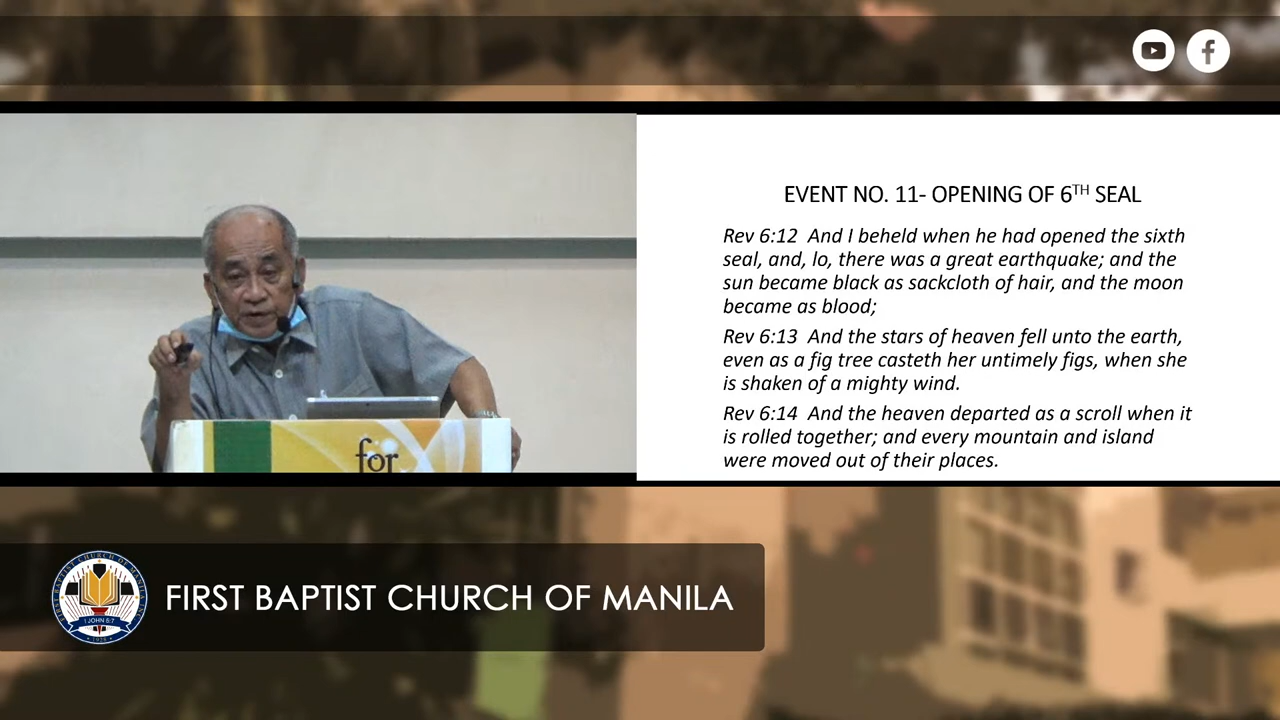 EVENT NO. 11- OPENING OF 6TH SEAL
Rev 6:12 And I beheld when he had opened the sixth
seal, and, lo, there was a great earthquake; and the
sun became black as sackcloth of hair, and the moon
became as blood;
Rev 6:13 And the stars of heaven fell unto the earth,
even as a fig tree casteth her untimely figs, when she
is shaken of a mighty wind.
Rev 6:14 And the heaven departed as a scroll when it
is rolled together; and every mountain and island
were moved out of their places.
for
FIRST BAPTIST CHURCH OF MANILA
I JOHN 5:7